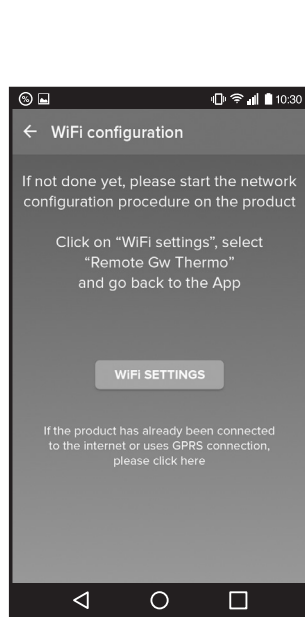 10:30
WiFi configuration
If not done yet, please start the network
configuration procedure on the product
Click on “WiFi settings”, select
“Remote Gw Thermo”
and go back to the App
WiFi SETTINGS
If the product has already been connected
to the internet or uses GPRS connection,
please click here